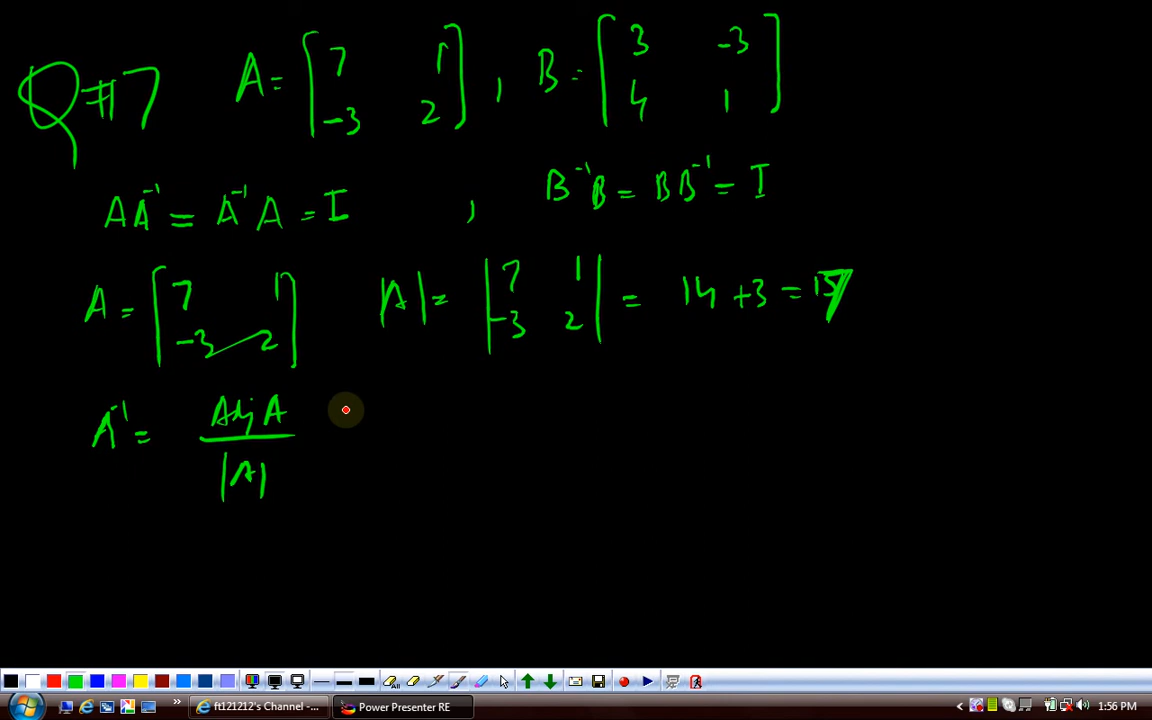 Q#7 A = [ 7 1 , B = [ 3 -3
-3 2 ] 4 1 ]
AA⁻¹ = A⁻¹A = I , B⁻¹B = BB⁻¹ = I
A = [ 7 1 |A| = | 7 1 | = 14 + 3 = 17
-3 2 ] -3 2 |
A⁻¹ = Adj A
|A|
ft121212's Channel -... Power Presenter RE 1:56 PM